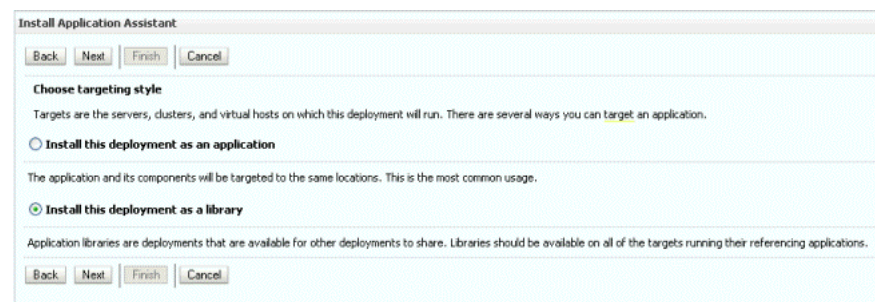 Install Application Assistant
Back Next Finish Cancel
Choose targeting style
Targets are the servers, clusters, and virtual hosts on which this deployment will run. There are several ways you can target an application.
Install this deployment as an application
The application and its components will be targeted to the same locations. This is the most common usage.
Install this deployment as a library
Application libraries are deployments that are available for other deployments to share. Libraries should be available on all of the targets running their referencing applications.
Back Next Finish Cancel